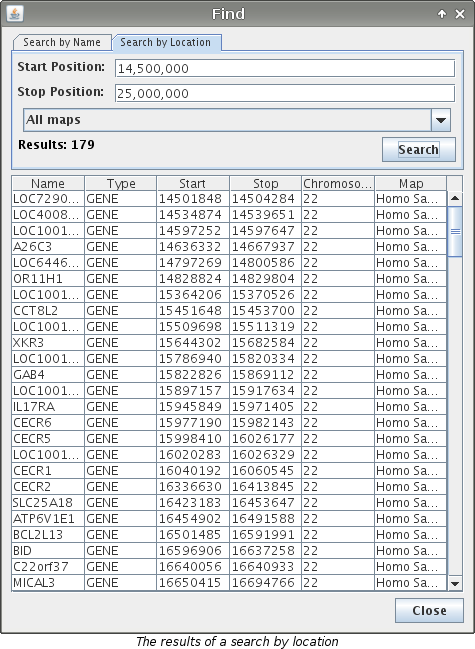 Find
Search by Name Search by Location
Start Position: 14,500,000
Stop Position: 25,000,000
All maps
Results: 179 Search
Name Type Start Stop Chromoso... Map
LOC7290... GENE 14501848 14504284 22 Homo Sa...
LOC4008... GENE 14534874 14539651 22 Homo Sa...
LOC1001... GENE 14597252 14597647 22 Homo Sa...
A26C3 GENE 14636332 14667937 22 Homo Sa...
LOC6446... GENE 14797269 14800586 22 Homo Sa...
OR11H1 GENE 14828824 14829804 22 Homo Sa...
LOC1001... GENE 15364206 15370526 22 Homo Sa...
CCT8L2 GENE 15451648 15453700 22 Homo Sa...
LOC1001... GENE 15509698 15511319 22 Homo Sa...
XKR3 GENE 15644302 15682584 22 Homo Sa...
LOC1001... GENE 15786940 15820334 22 Homo Sa...
GAB4 GENE 15822826 15869112 22 Homo Sa...
LOC1001... GENE 15897157 15917634 22 Homo Sa...
IL17RA GENE 15945849 15971405 22 Homo Sa...
CECR6 GENE 15977190 15982143 22 Homo Sa...
CECR5 GENE 15998410 16026177 22 Homo Sa...
LOC1001... GENE 16020283 16026329 22 Homo Sa...
CECR1 GENE 16040192 16060545 22 Homo Sa...
CECR2 GENE 16336630 16413845 22 Homo Sa...
SLC25A18 GENE 16423183 16453647 22 Homo Sa...
ATP6V1E1 GENE 16454902 16491588 22 Homo Sa...
BCL2L13 GENE 16501485 16591991 22 Homo Sa...
BID GENE 16596906 16637258 22 Homo Sa...
C22orf37 GENE 16640056 16640933 22 Homo Sa...
MICAL3 GENE 16650415 16694766 22 Homo Sa...
Close
The results of a search by location